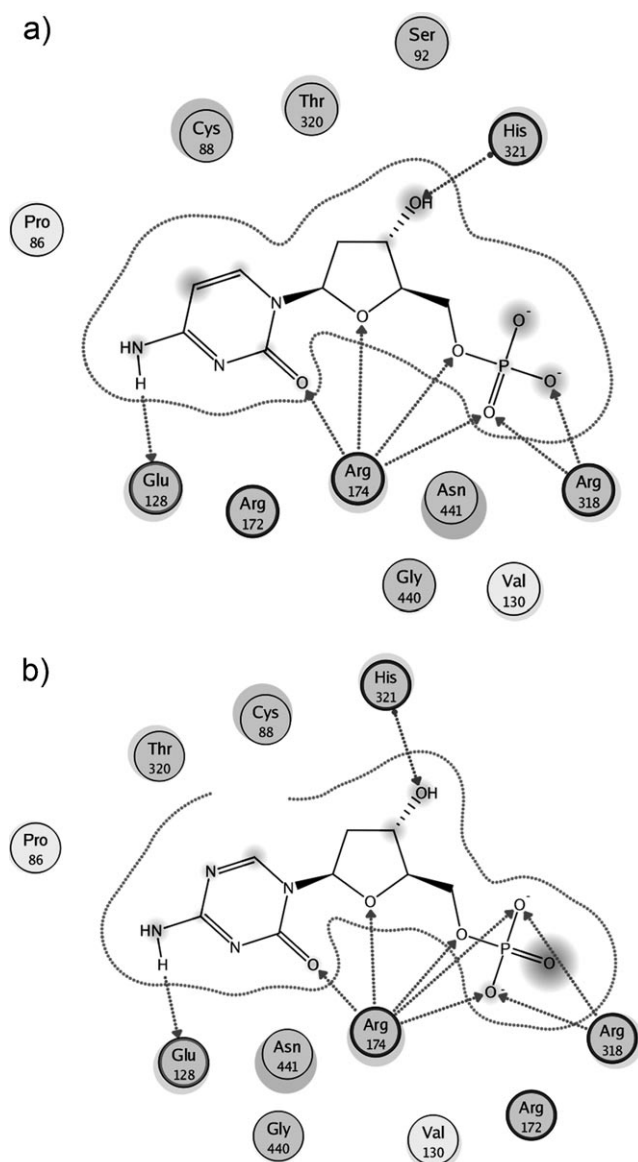 a)
Ser
92
Thr
320
Cys
88
His
321
Pro
86
OH
N
O
O⁻
HN
N
O
P
O⁻
H
O
O
Glu
128
Arg
172
Arg
174
Asn
441
Arg
318
Gly
440
Val
130
b)
His
321
Cys
88
Thr
320
OH
Pro
86
N
N
O
O⁻
HN
N
O
O
P
O
H
O⁻
Glu
128
Asn
441
Arg
174
Arg
318
Arg
172
Gly
440
Val
130